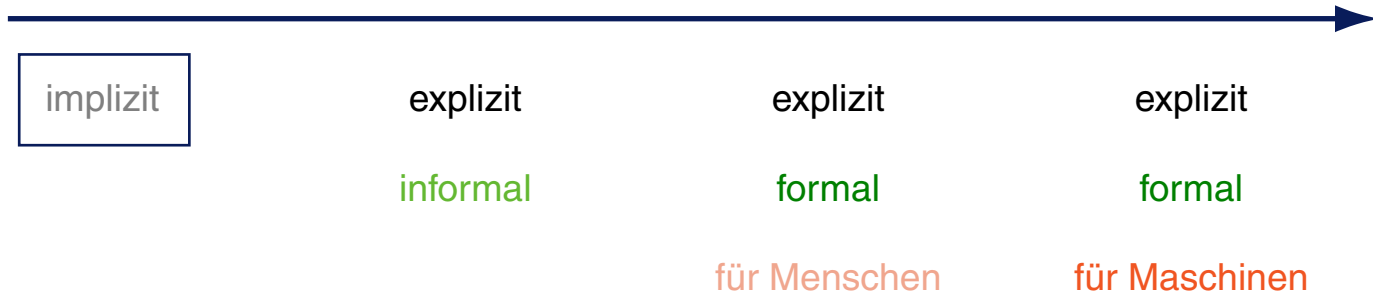 implizit explizit explizit explizit
informal formal formal
für Menschen für Maschinen